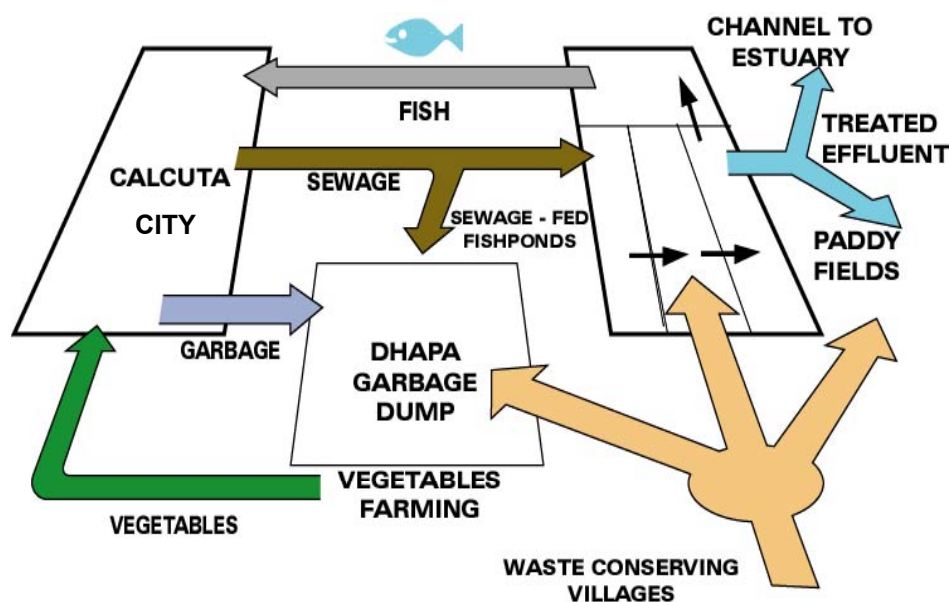 CHANNEL TO
ESTUARY
FISH
TREATED
EFFLUENT
CALCUTA
CITY
SEWAGE
SEWAGE - FED
FISHPONDS
PADDY
FIELDS
GARBAGE
DHAPA
GARBAGE
DUMP
VEGETABLES
FARMING
VEGETABLES
WASTE CONSERVING
VILLAGES